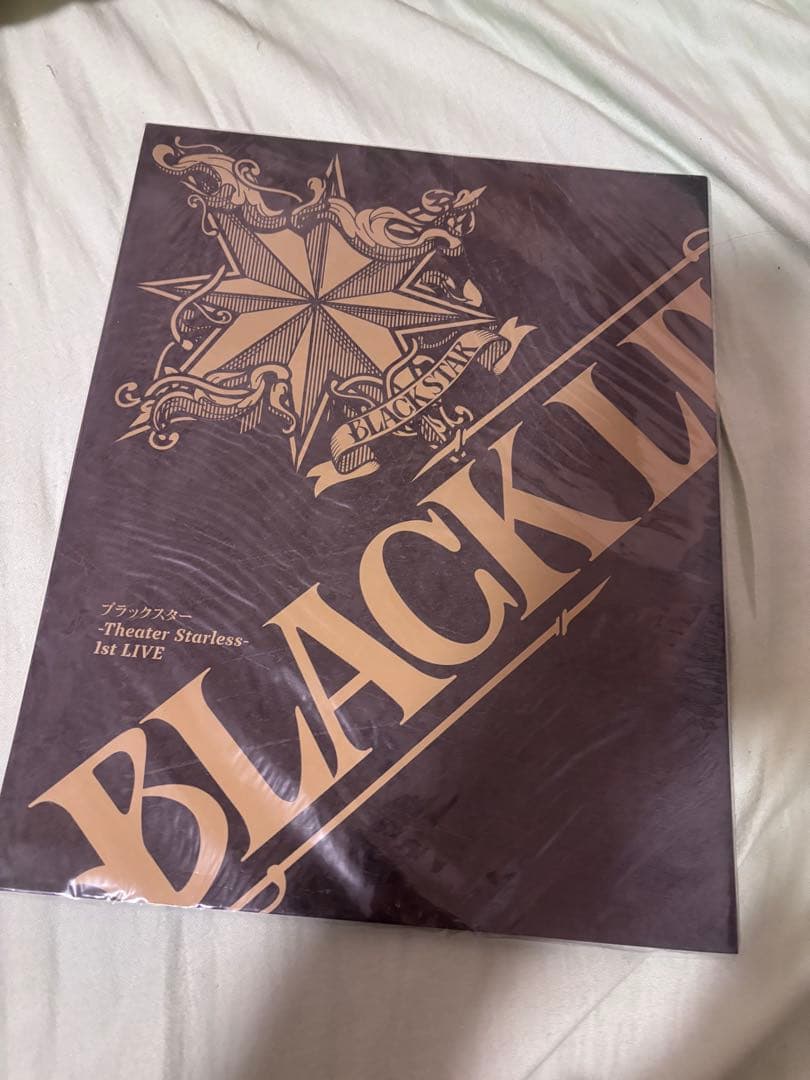 BLACKSTAR
ブラックスター
-Theater Starless-
1st LIVE
BLACK LI